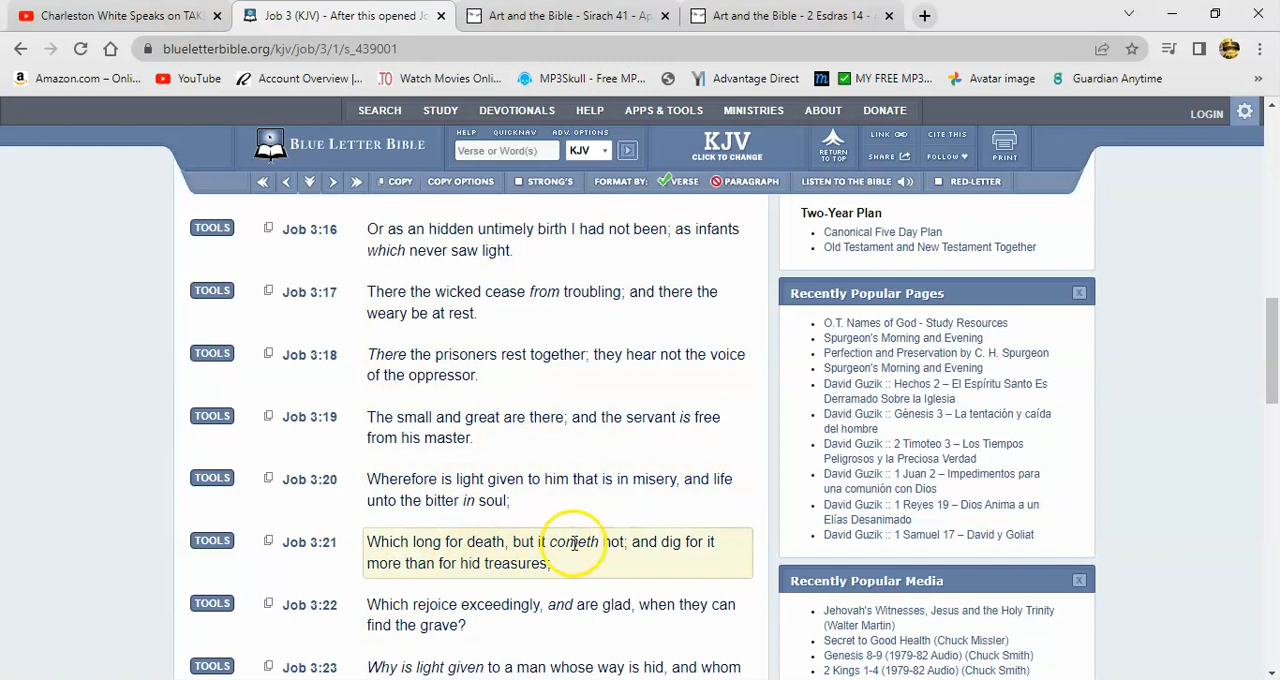 Charleston White Speaks on TAK
Job 3 (KJV) - After this opened Jo
Art and the Bible - Sirach 41 - Ap
Art and the Bible - 2 Esdras 14 - 
blueletterbible.org/kjv/job/3/1/s_439001
Amazon.com – Onli...
YouTube
Account Overview |...
Watch Movies Onlin...
MP3Skull - Free MP...
Advantage Direct
MY FREE MP3...
Avatar image
Guardian Anytime
»
SEARCH STUDY DEVOTIONALS HELP APPS & TOOLS MINISTRIES ABOUT DONATE
LOGIN
BLUE LETTER BIBLE
HELP QUICKNAV ADV. OPTIONS
Verse or Word(s) KJV
KJV
CLICK TO CHANGE
RETURN
TO TOP
LINK
CITE THIS
SHARE
FOLLOW
PRINT
COPY COPY OPTIONS STRONG'S FORMAT BY: VERSE PARAGRAPH LISTEN TO THE BIBLE RED-LETTER
TOOLS Job 3:16 Or as an hidden untimely birth I had not been; as infants
which never saw light.
TOOLS Job 3:17 There the wicked cease from troubling; and there the
weary be at rest.
TOOLS Job 3:18 There the prisoners rest together; they hear not the voice
of the oppressor.
TOOLS Job 3:19 The small and great are there; and the servant is free
from his master.
TOOLS Job 3:20 Wherefore is light given to him that is in misery, and life
unto the bitter in soul;
TOOLS Job 3:21 Which long for death, but it cometh not; and dig for it
more than for hid treasures;
TOOLS Job 3:22 Which rejoice exceedingly, and are glad, when they can
find the grave?
TOOLS Job 3:23 Why is light given to a man whose way is hid, and whom
Two-Year Plan
Canonical Five Day Plan
Old Testament and New Testament Together
Recently Popular Pages
O.T. Names of God - Study Resources
Spurgeon's Morning and Evening
Perfection and Preservation by C. H. Spurgeon
Spurgeon's Morning and Evening
David Guzik :: Hechos 2 – El Espíritu Santo Es
Derramado Sobre la Iglesia
David Guzik :: Génesis 3 – La tentación y caída
del hombre
David Guzik :: 2 Timoteo 3 – Los Tiempos
Peligrosos y la Preciosa Verdad
David Guzik :: 1 Juan 2 – Impedimentos para
una comunión con Dios
David Guzik :: 1 Reyes 19 – Dios Anima a un
Elías Desanimado
David Guzik :: 1 Samuel 17 – David y Goliat
Recently Popular Media
Jehovah's Witnesses, Jesus and the Holy Trinity
(Walter Martin)
Secret to Good Health (Chuck Missler)
Genesis 8-9 (1979-82 Audio) (Chuck Smith)
2 Kings 1-4 (1979-82 Audio) (Chuck Smith)